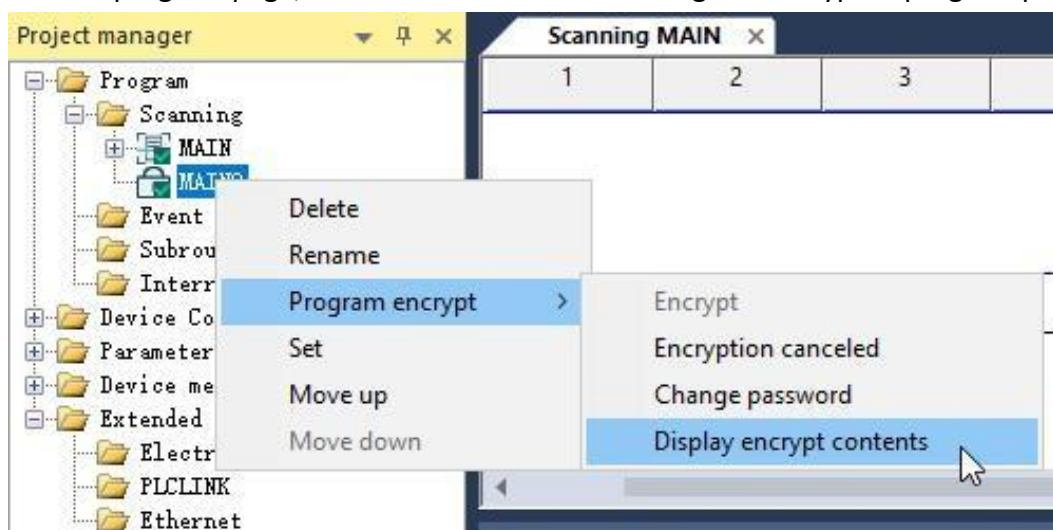 Project manager
Scanning MAIN
1 2 3
Program
Scanning
MAIN
Event
Subrou
Interr
Device Co
Parameter
Device me
Extended
Electr
PLCLINK
Ethernet
Delete
Rename
Program encrypt
Set
Move up
Move down
Encrypt
Encryption canceled
Change password
Display encrypt contents